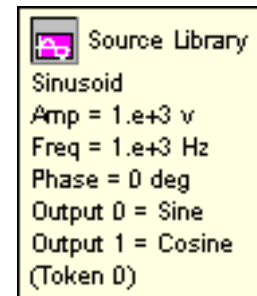 Source Library
Sinusoid
Amp = 1.e+3 v
Freq = 1.e+3 Hz
Phase = 0 deg
Output 0 = Sine
Output 1 = Cosine
(Token 0)